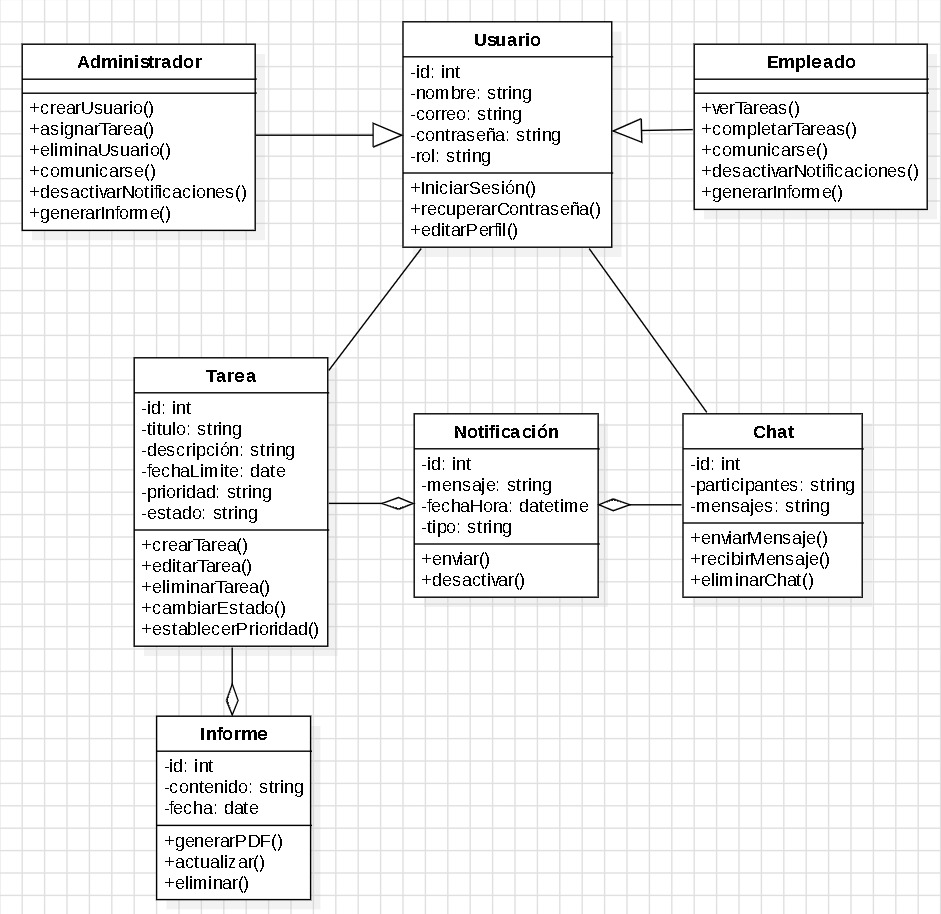 Administrador
+crearUsuario()
+asignarTarea()
+eliminaUsuario()
+comunicarse()
+desactivarNotificaciones()
+generarInforme()
Usuario
-id: int
-nombre: string
-correo: string
-contraseña: string
-rol: string
+IniciarSesión()
+recuperarContraseña()
+editarPerfil()
Empleado
+verTareas()
+completarTareas()
+comunicarse()
+desactivarNotificaciones()
+generarInforme()
Tarea
-id: int
-titulo: string
-descripción: string
-fechaLimite: date
-prioridad: string
-estado: string
+crearTarea()
+editarTarea()
+eliminarTarea()
+cambiarEstado()
+establecerPrioridad()
Notificación
-id: int
-mensaje: string
-fechaHora: datetime
-tipo: string
+enviar()
+desactivar()
Chat
-id: int
-participantes: string
-mensajes: string
+enviarMensaje()
+recibirMensaje()
+eliminarChat()
Informe
-id: int
-contenido: string
-fecha: date
+generarPDF()
+actualizar()
+eliminar()